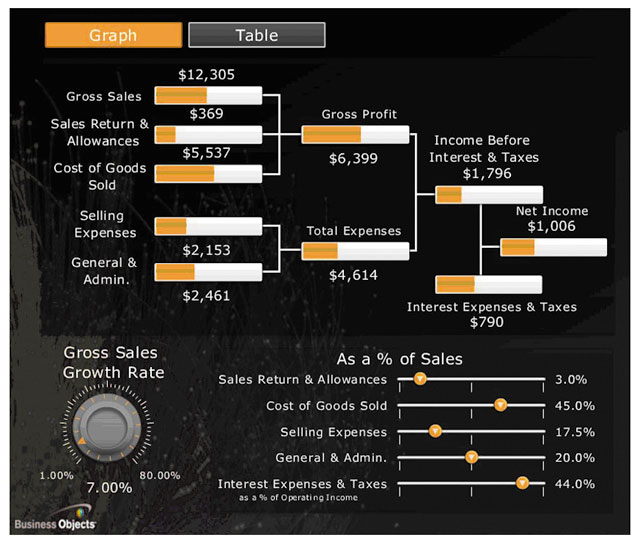 Graph
Table
$12,305
Gross Sales
$369
Sales Return &
Allowances
$5,537
Cost of Goods
Sold
Gross Profit
$6,399
Income Before
Interest & Taxes
$1,796
Selling
Expenses
$2,153
General &
Admin.
$2,461
Total Expenses
$4,614
Net Income
$1,006
Interest Expenses & Taxes
$790
Gross Sales
Growth Rate
1.00%
80.00%
7.00%
As a % of Sales
Sales Return & Allowances 3.0%
Cost of Goods Sold 45.0%
Selling Expenses 17.5%
General & Admin. 20.0%
Interest Expenses & Taxes 44.0%
as a % of Operating Income
Business Objects